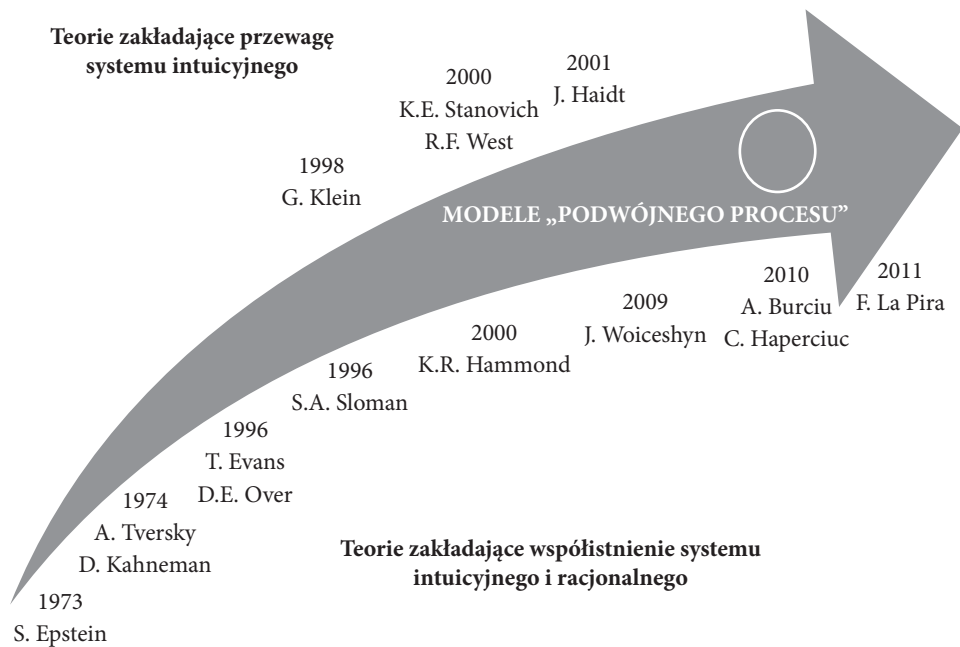 Teorie zakładające przewagę
systemu intuicyjnego
2000
K.E. Stanovich
R.F. West
2001
J. Haidt
1998
G. Klein
MODELE „PODWÓJNEGO PROCESU”
1973
S. Epstein
1974
A. Tversky
D. Kahneman
1996
T. Evans
D.E. Over
1996
S.A. Sloman
2000
K.R. Hammond
2009
J. Woiceshyn
2010
A. Burciu
C. Haperciuc
2011
F. La Pira
Teorie zakładające współistnienie systemu
intuicyjnego i racjonalnego